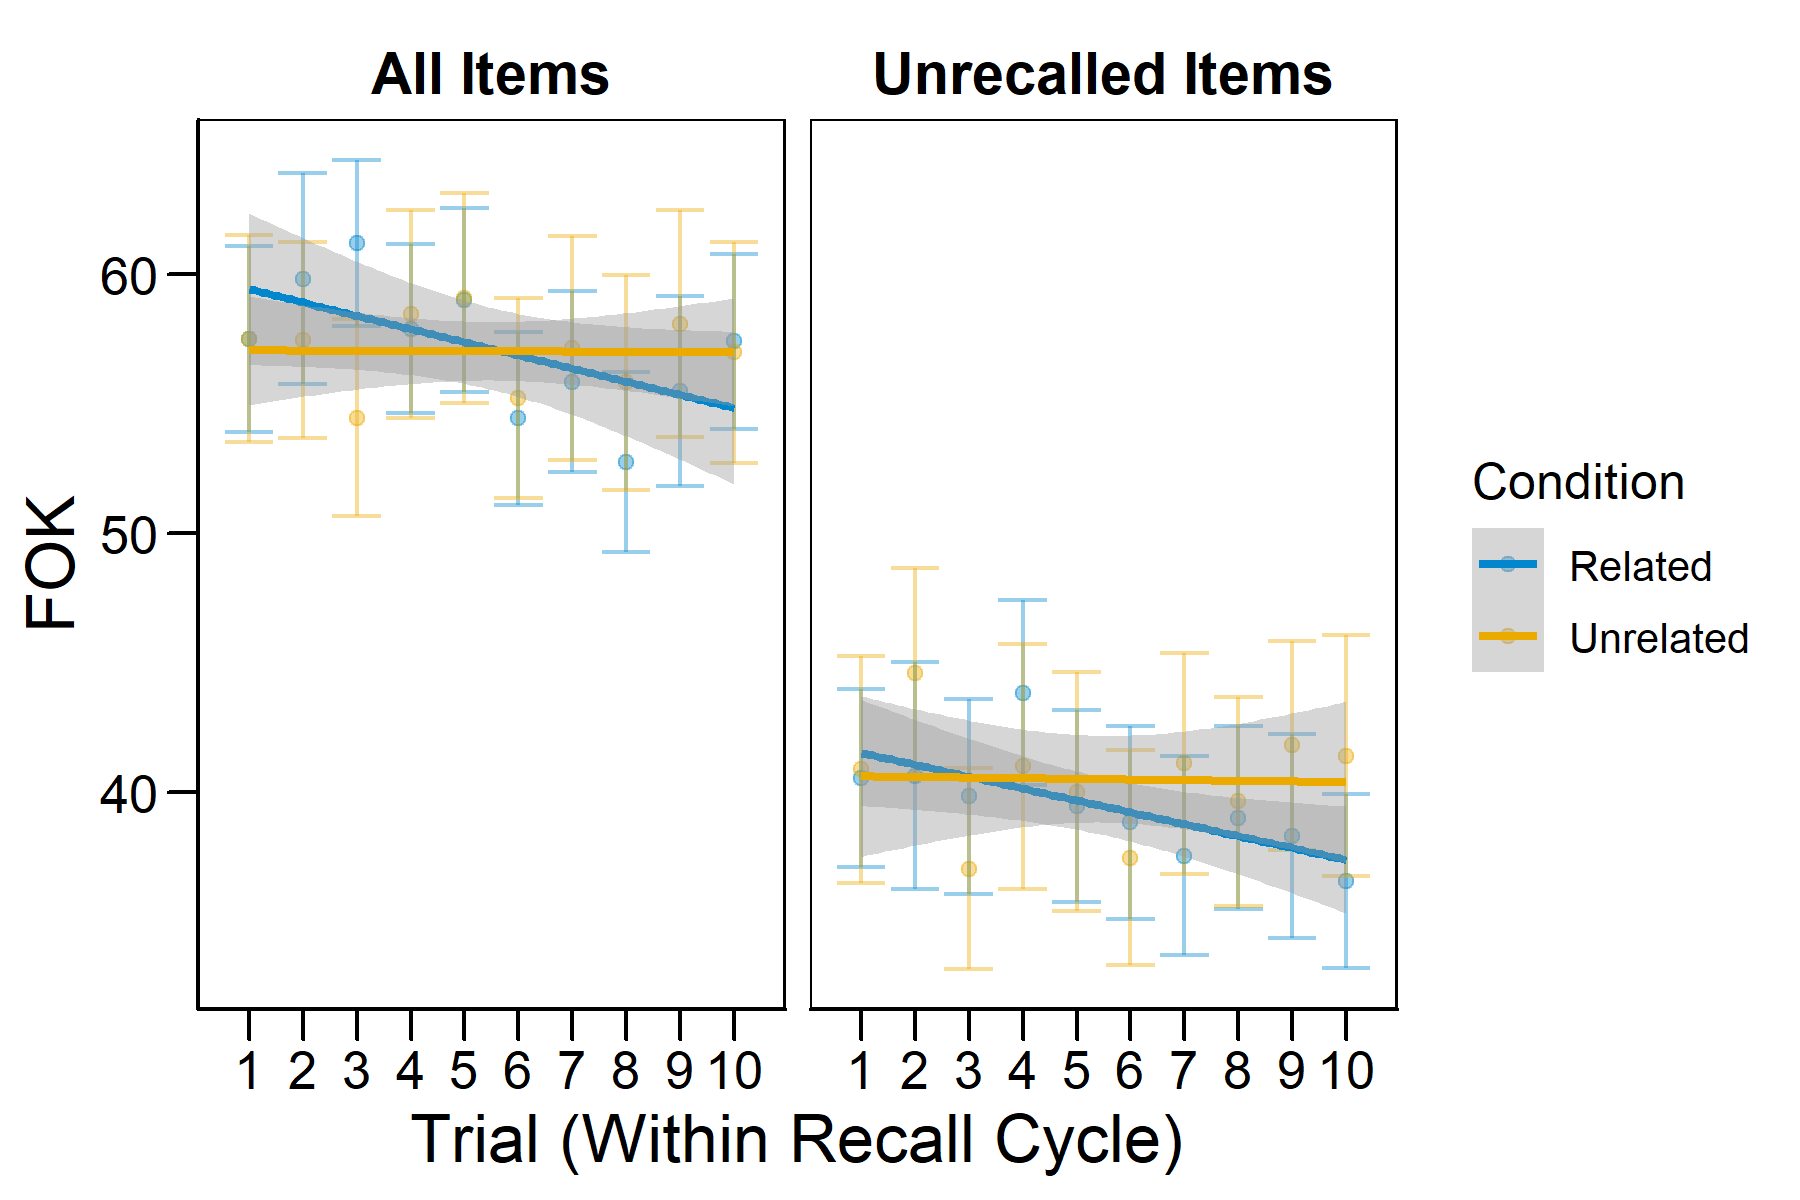 All Items
Unrecalled Items
FOK
60
50
40
1 2 3 4 5 6 7 8 9 10
1 2 3 4 5 6 7 8 9 10
Trial (Within Recall Cycle)
Condition
Related
Unrelated